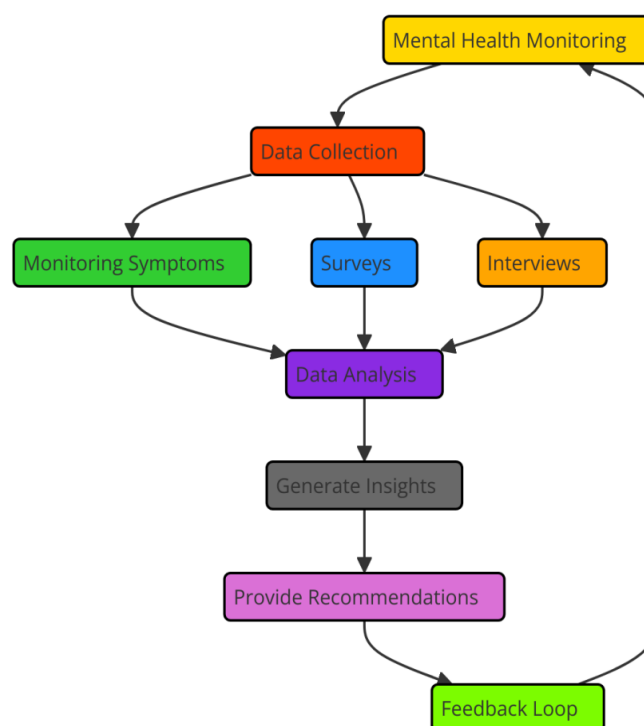 Mental Health Monitoring
Data Collection
Monitoring Symptoms
Surveys
Interviews
Data Analysis
Generate Insights
Provide Recommendations
Feedback Loop